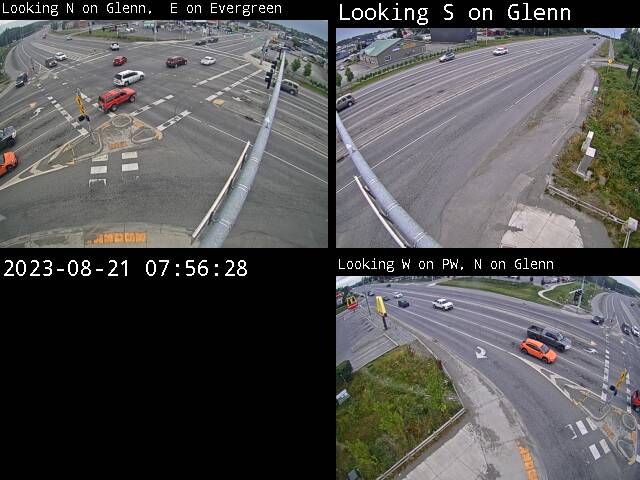 Looking N on Glenn, E on Evergreen
Looking S on Glenn
2023-08-21 07:56:28
Looking W on PW, N on Glenn